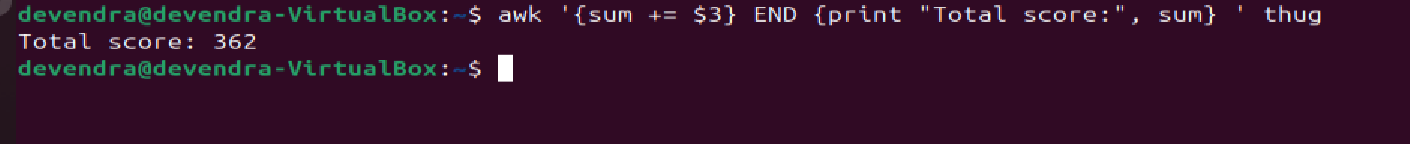 devendra@devendra-VirtualBox:~$ awk '{sum += $3} END {print "Total score:", sum} ' thug
Total score: 362
devendra@devendra-VirtualBox:~$